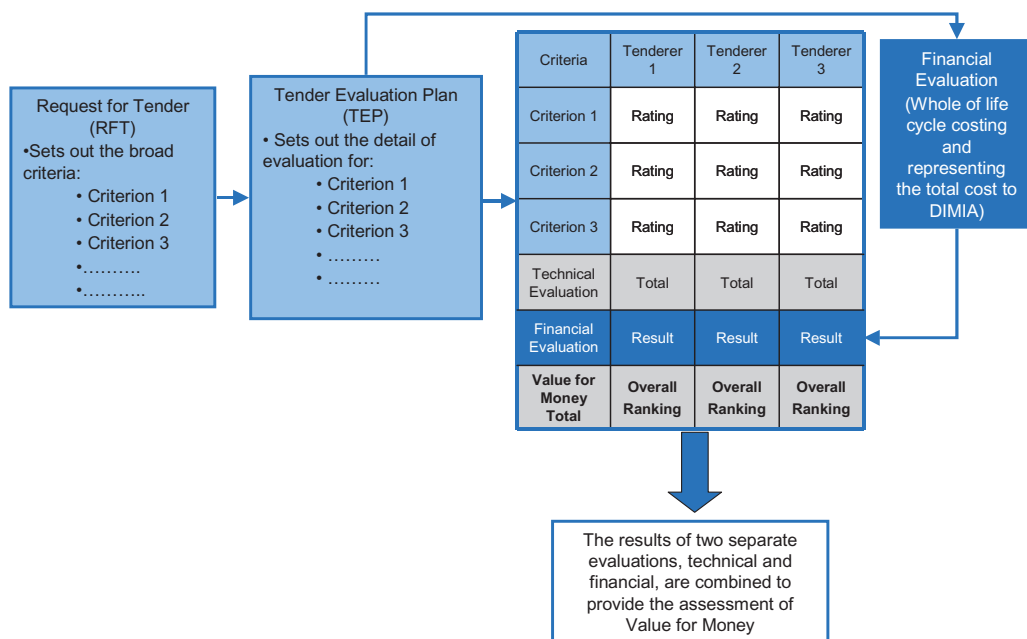 Request for Tender
(RFT)
•Sets out the broad
criteria:
• Criterion 1
• Criterion 2
• Criterion 3
•……….
•………..
Tender Evaluation Plan
(TEP)
• Sets out the detail of
evaluation for:
• Criterion 1
• Criterion 2
• Criterion 3
• ………
• ………
Criteria
Tenderer
1
Tenderer
2
Tenderer
3
Criterion 1
Rating
Rating
Rating
Criterion 2
Rating
Rating
Rating
Criterion 3
Rating
Rating
Rating
Technical
Evaluation
Total
Total
Total
Financial
Evaluation
Result
Result
Result
Value for
Money
Total
Overall
Ranking
Overall
Ranking
Overall
Ranking
Financial
Evaluation
(Whole of life
cycle costing
and
representing
the total cost to
DIMIA)
The results of two separate
evaluations, technical and
financial, are combined to
provide the assessment of
Value for Money